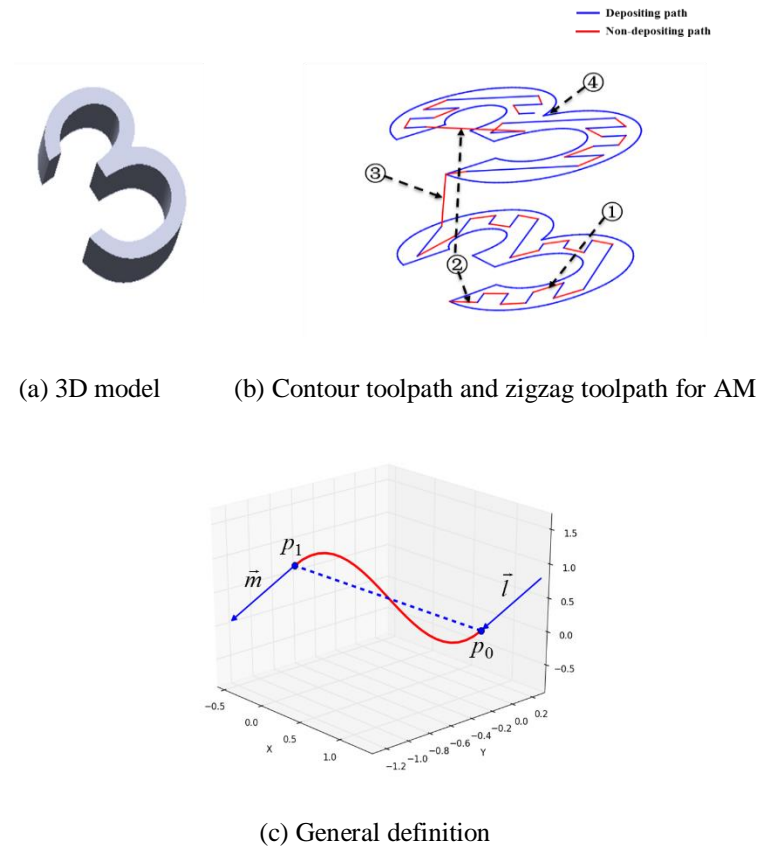 Depositing path
Non-depositing path
④
③
①
②
(a) 3D model
(b) Contour toolpath and zigzag toolpath for AM
p₁
m⃗
l⃗
p₀
1.5
1.0
0.5
0.0
−0.5
−0.5
0.0
0.5
1.0
X
−1.2
−1.0
−0.8
−0.6
−0.4
−0.2
0.0
0.2
Y
(c) General definition